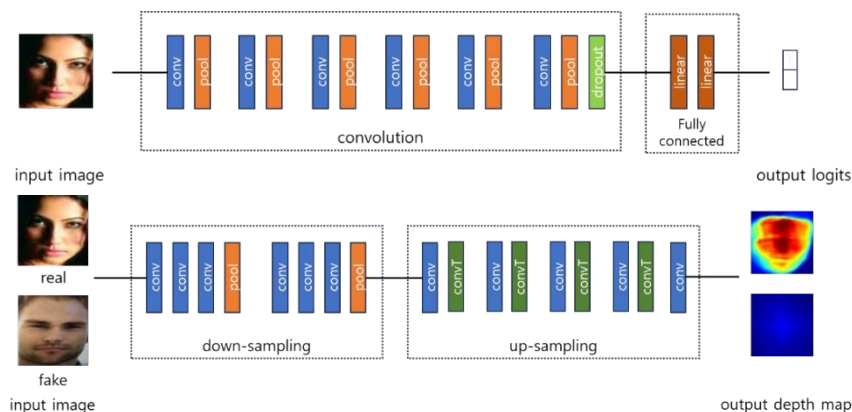 conv pool conv pool conv pool conv pool conv pool conv pool dropout linear linear
Fully
connected
convolution
input image
output logits
real
conv conv conv pool conv conv conv pool conv convT conv convT conv convT conv convT conv
down-sampling
up-sampling
fake
input image
output depth map